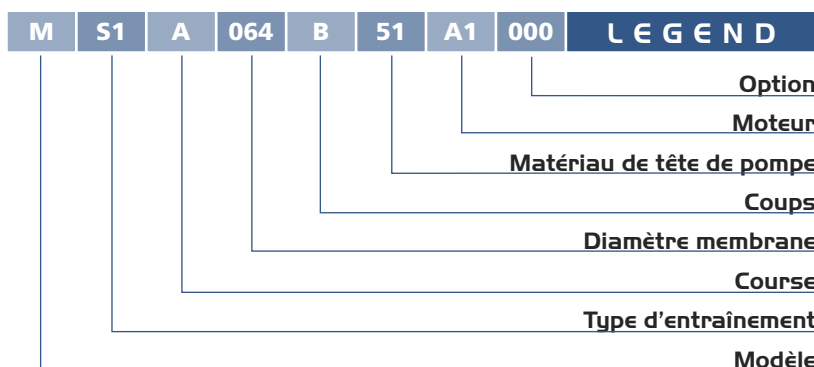 M S1 A 064 B 51 A1 000 LEGEND
Option
Moteur
Matériau de tête de pompe
Coups
Diamètre membrane
Course
Type d'entraînement
Modèle